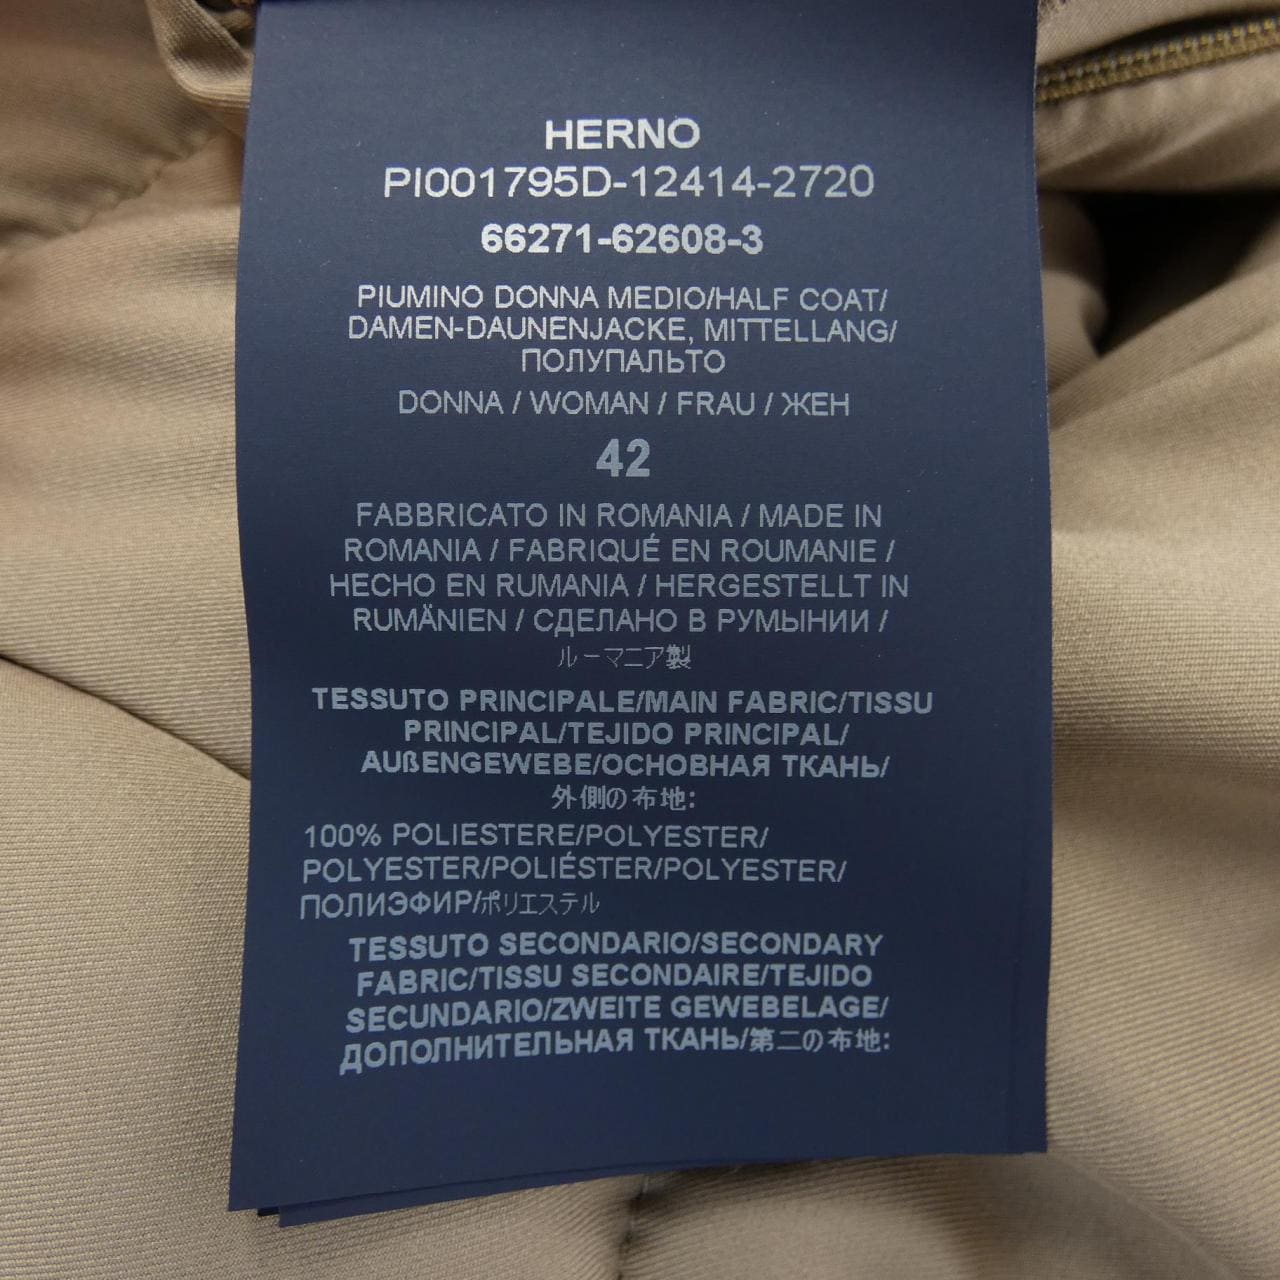 HERNO
PI001795D-12414-2720
66271-62608-3
PIUMINO DONNA MEDIO/HALF COAT/
DAMEN-DAUNENJACKE, MITTELLANG/
ПОЛУПАЛЬТО
DONNA / WOMAN / FRAU / ЖЕН
42
FABBRICATO IN ROMANIA / MADE IN
ROMANIA / FABRIQUÉ EN ROUMANIE /
HECHO EN RUMANIA / HERGESTELLT IN
RUMÄNIEN / СДЕЛАНО В РУМЫНИИ /
ルーマニア製
TESSUTO PRINCIPALE/MAIN FABRIC/TISSU
PRINCIPAL/TEJIDO PRINCIPAL/
AUßENGEWEBE/ОСНОВНАЯ ТКАНЬ/
外側の布地:
100% POLIESTERE/POLYESTER/
POLYESTER/POLIÉSTER/POLYESTER/
ПОЛИЭФИР/ポリエステル
TESSUTO SECONDARIO/SECONDARY
FABRIC/TISSU SECONDAIRE/TEJIDO
SECUNDARIO/ZWEITE GEWEBELAGE/
ДОПОЛНИТЕЛЬНАЯ ТКАНЬ/第二の布地: